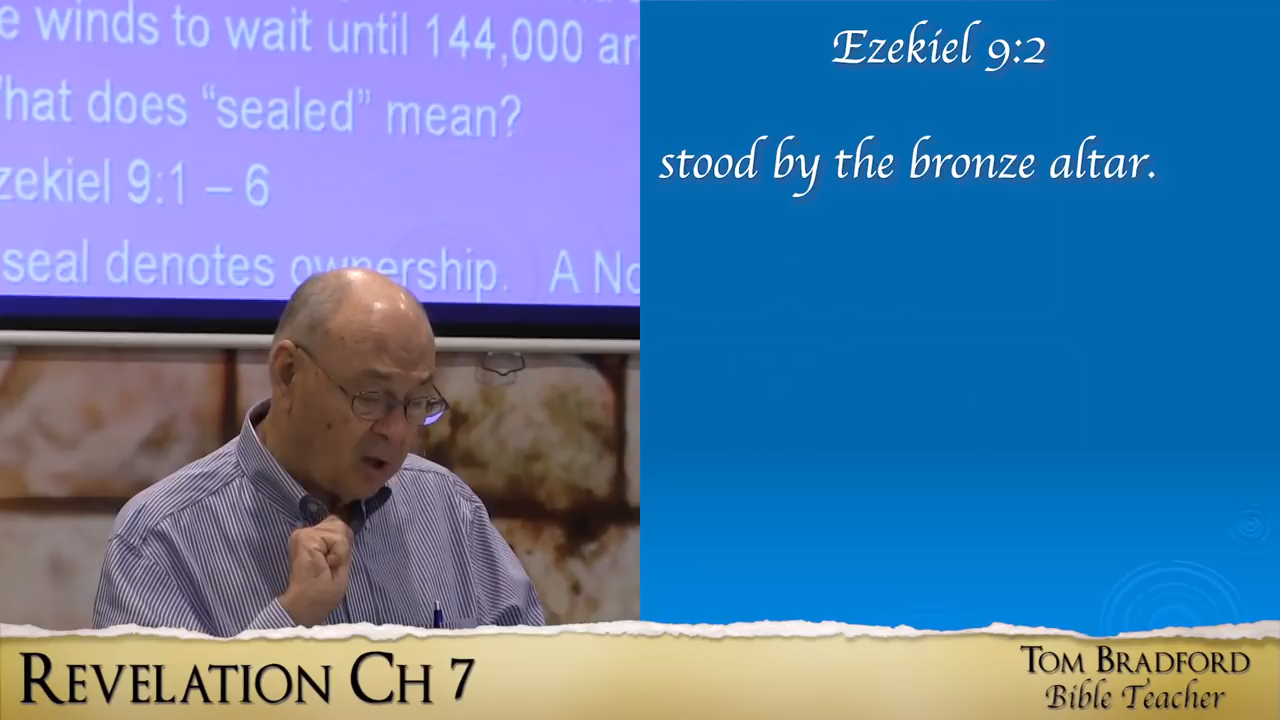 e winds to wait until 144,000 ar
hat does “sealed” mean?
zekiel 9:1 – 6
seal denotes ownership. A No
Ezekiel 9:2
stood by the bronze altar.
REVELATION CH 7
TOM BRADFORD
Bible Teacher